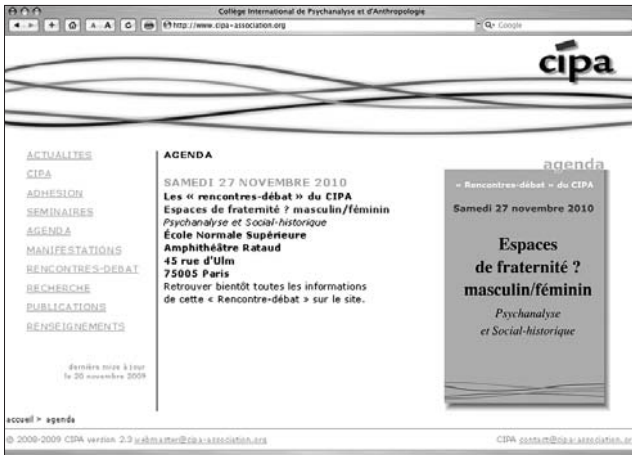 Collège International de Psychanalyse et d'Anthropologie
http://www.cipa-association.org
Google
cipa
ACTUALITES
CIPA
ADHESION
SEMINAIRES
AGENDA
MANIFESTATIONS
RENCONTRES-DEBAT
RECHERCHE
PUBLICATIONS
RENSEIGNEMENTS
dernière mise à jour
le 20 novembre 2009
AGENDA
SAMEDI 27 NOVEMBRE 2010
Les « rencontres-débat » du CIPA
Espaces de fraternité ? masculin/féminin
Psychanalyse et Social-historique
École Normale Supérieure
Amphithéâtre Rataud
45 rue d'Ulm
75005 Paris
Retrouver bientôt toutes les informations
de cette « Rencontre-débat » sur le site.
agenda
« Rencontres-débat » du CIPA
Samedi 27 novembre 2010
Espaces
de fraternité ?
masculin/féminin
Psychanalyse
et Social-historique
accueil > agenda
© 2008-2009 CIPA version 2.3 webmaster@cipa-association.org
CIPA contact@cipa-association.or